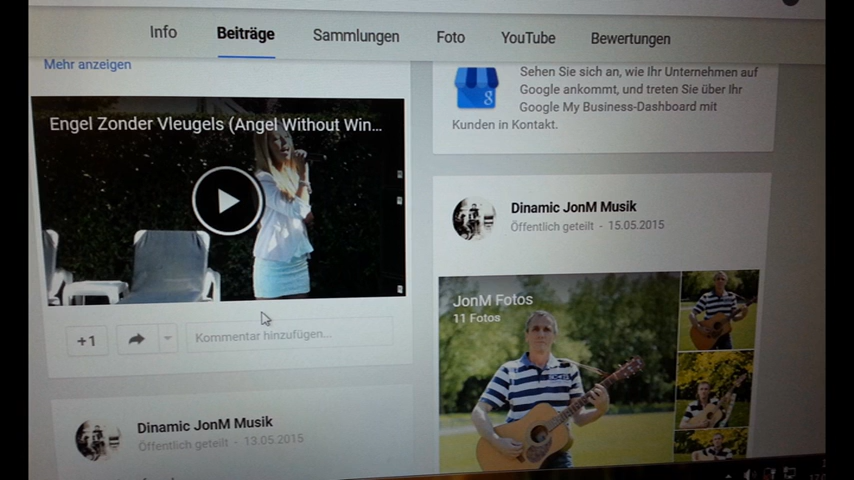 Info Beiträge Sammlungen Foto YouTube Bewertungen
Mehr anzeigen
Engel Zonder Vleugels (Angel Without Win...
+1
Kommentar hinzufügen...
Dinamic JonM Musik
Öffentlich geteilt - 13.05.2015
Sehen Sie sich an, wie Ihr Unternehmen auf
Google ankommt, und treten Sie über Ihr
Google My Business-Dashboard mit
Kunden in Kontakt.
Dinamic JonM Musik
Öffentlich geteilt - 15.05.2015
JonM Fotos
11 Fotos